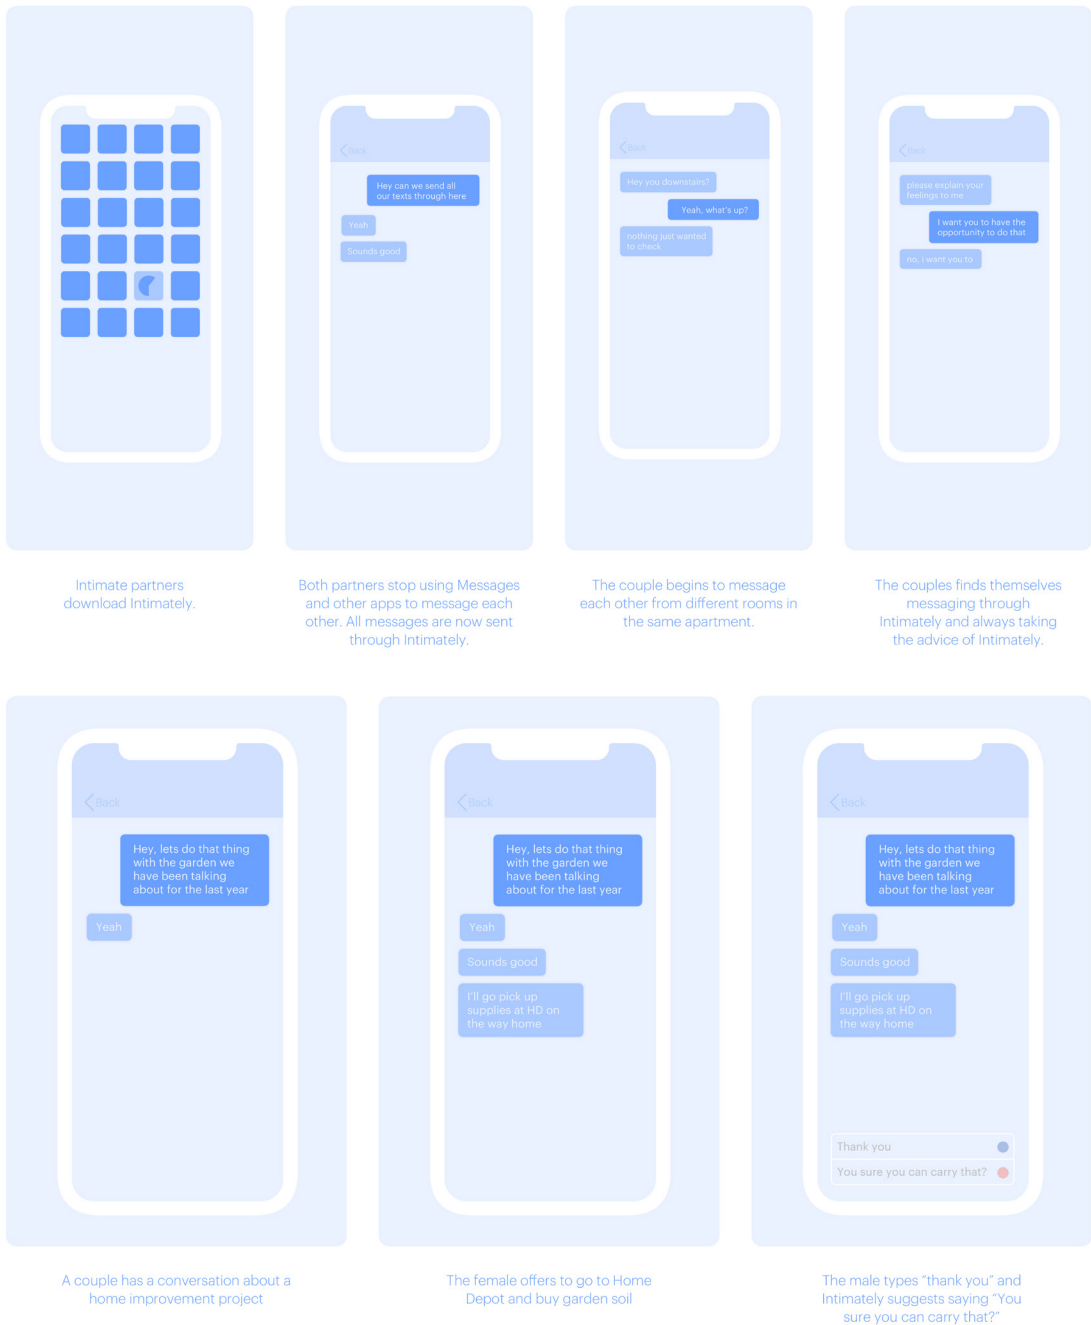 Back
Hey can we send all
our texts through here
Yeah
Sounds good
Back
Hey you downstairs?
Yeah, what's up?
nothing just wanted
to check
Back
please explain your
feelings to me
I want you to have the
opportunity to do that
no, i want you to
Intimate partners
download Intimately.
Both partners stop using Messages
and other apps to message each
other. All messages are now sent
through Intimately.
The couple begins to message
each other from different rooms in
the same apartment.
The couples finds themselves
messaging through
Intimately and always taking
the advice of Intimately.
Back
Hey, lets do that thing
with the garden we
have been talking
about for the last year
Yeah
Back
Hey, lets do that thing
with the garden we
have been talking
about for the last year
Yeah
Sounds good
I'll go pick up
supplies at HD on
the way home
Back
Hey, lets do that thing
with the garden we
have been talking
about for the last year
Yeah
Sounds good
I'll go pick up
supplies at HD on
the way home
Thank you
You sure you can carry that?
A couple has a conversation about a
home improvement project
The female offers to go to Home
Depot and buy garden soil
The male types “thank you” and
Intimately suggests saying “You
sure you can carry that?”